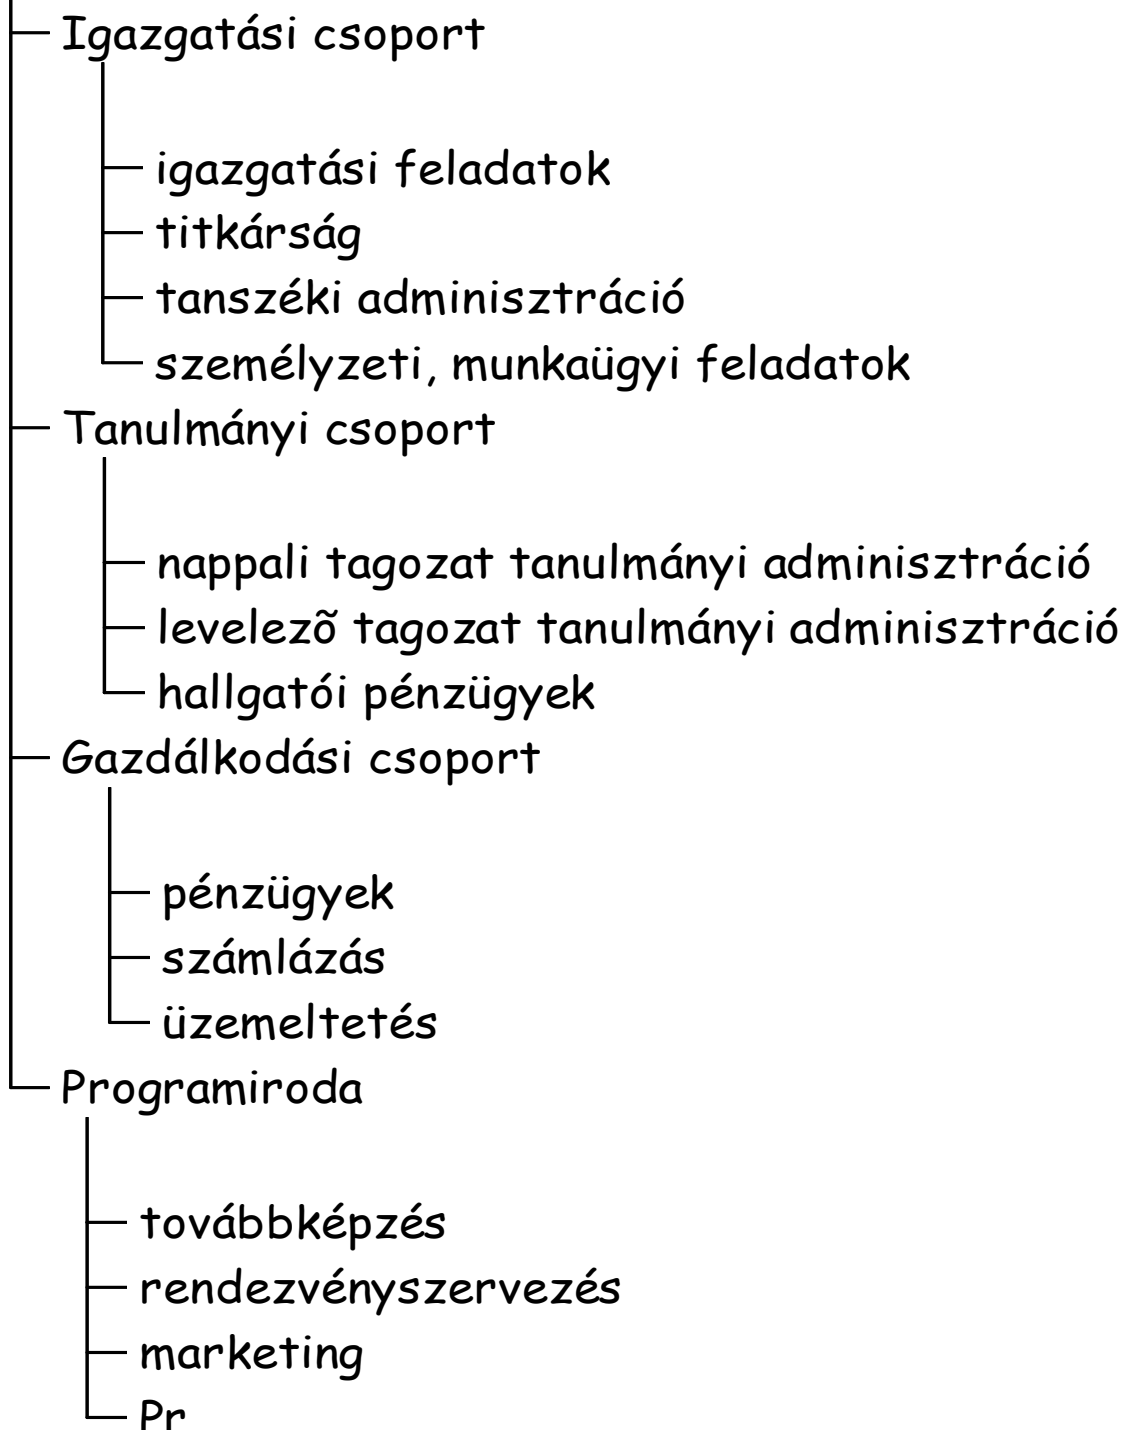 Igazgatási csoport
igazgatási feladatok
titkárság
tanszéki adminisztráció
személyzeti, munkaügyi feladatok
Tanulmányi csoport
nappali tagozat tanulmányi adminisztráció
levelezõ tagozat tanulmányi adminisztráció
hallgatói pénzügyek
Gazdálkodási csoport
pénzügyek
számlázás
üzemeltetés
Programiroda
továbbképzés
rendezvényszervezés
marketing
Pr